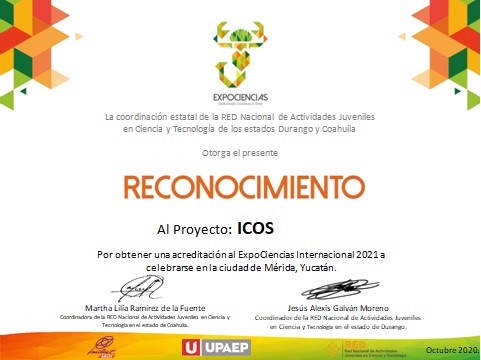 EXPOCIENCIAS
La coordinación estatal de la RED Nacional de Actividades Juveniles
en Ciencia y Tecnología de los estados Durango y Coahuila
Otorga el presente
RECONOCIMIENTO
Al Proyecto: ICOS
Por obtener una acreditación al ExpoCiencias Internacional 2021 a
celebrarse en la ciudad de Mérida, Yucatán.
Martha Lilia Ramirez de la Fuente
Coordinadora de la RED Nacional de Actividades Juveniles en Ciencia y
Tecnología en el estado de Coahuila.
Jesús Alexis Galván Moreno
Coordinador de la RED Nacional de Actividades Juveniles
en Ciencia y Tecnología en el estado de Durango.
UPAEP
RED
Red Nacional de Actividades
Juveniles en Ciencia y Tecnología
Octubre 2020.